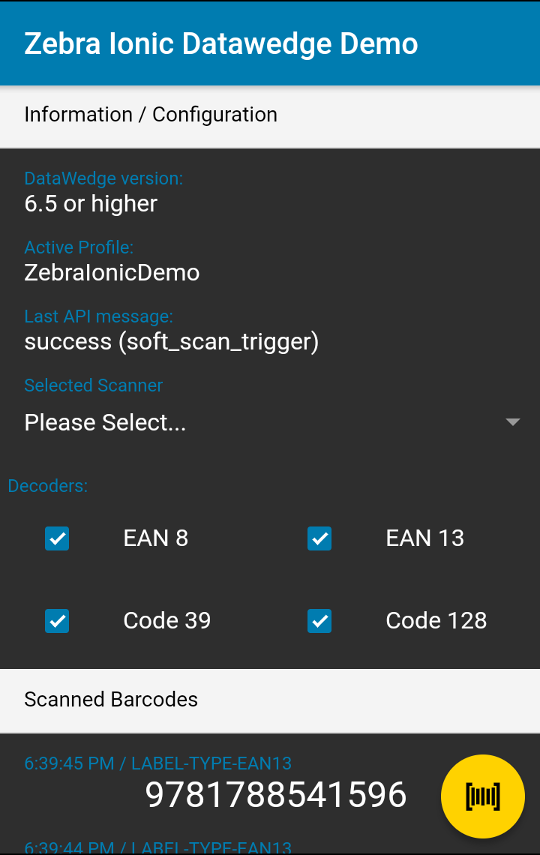 Zebra Ionic Datawedge Demo
Information / Configuration
DataWedge version:
6.5 or higher
Active Profile:
ZebraIonicDemo
Last API message:
success (soft_scan_trigger)
Selected Scanner
Please Select...
Decoders:
EAN 8 EAN 13
Code 39 Code 128
Scanned Barcodes
6:39:45 PM / LABEL-TYPE-EAN13
9781788541596
6:39:44 PM / LABEL-TYPE-EAN13